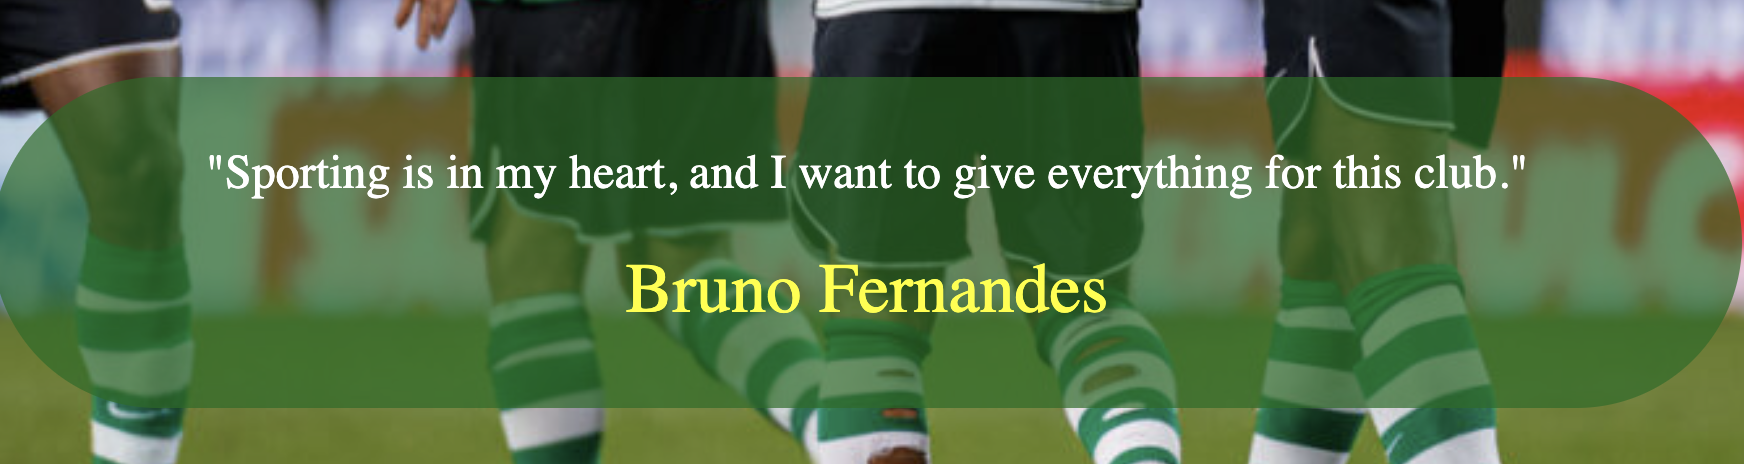 "Sporting is in my heart, and I want to give everything for this club."
Bruno Fernandes